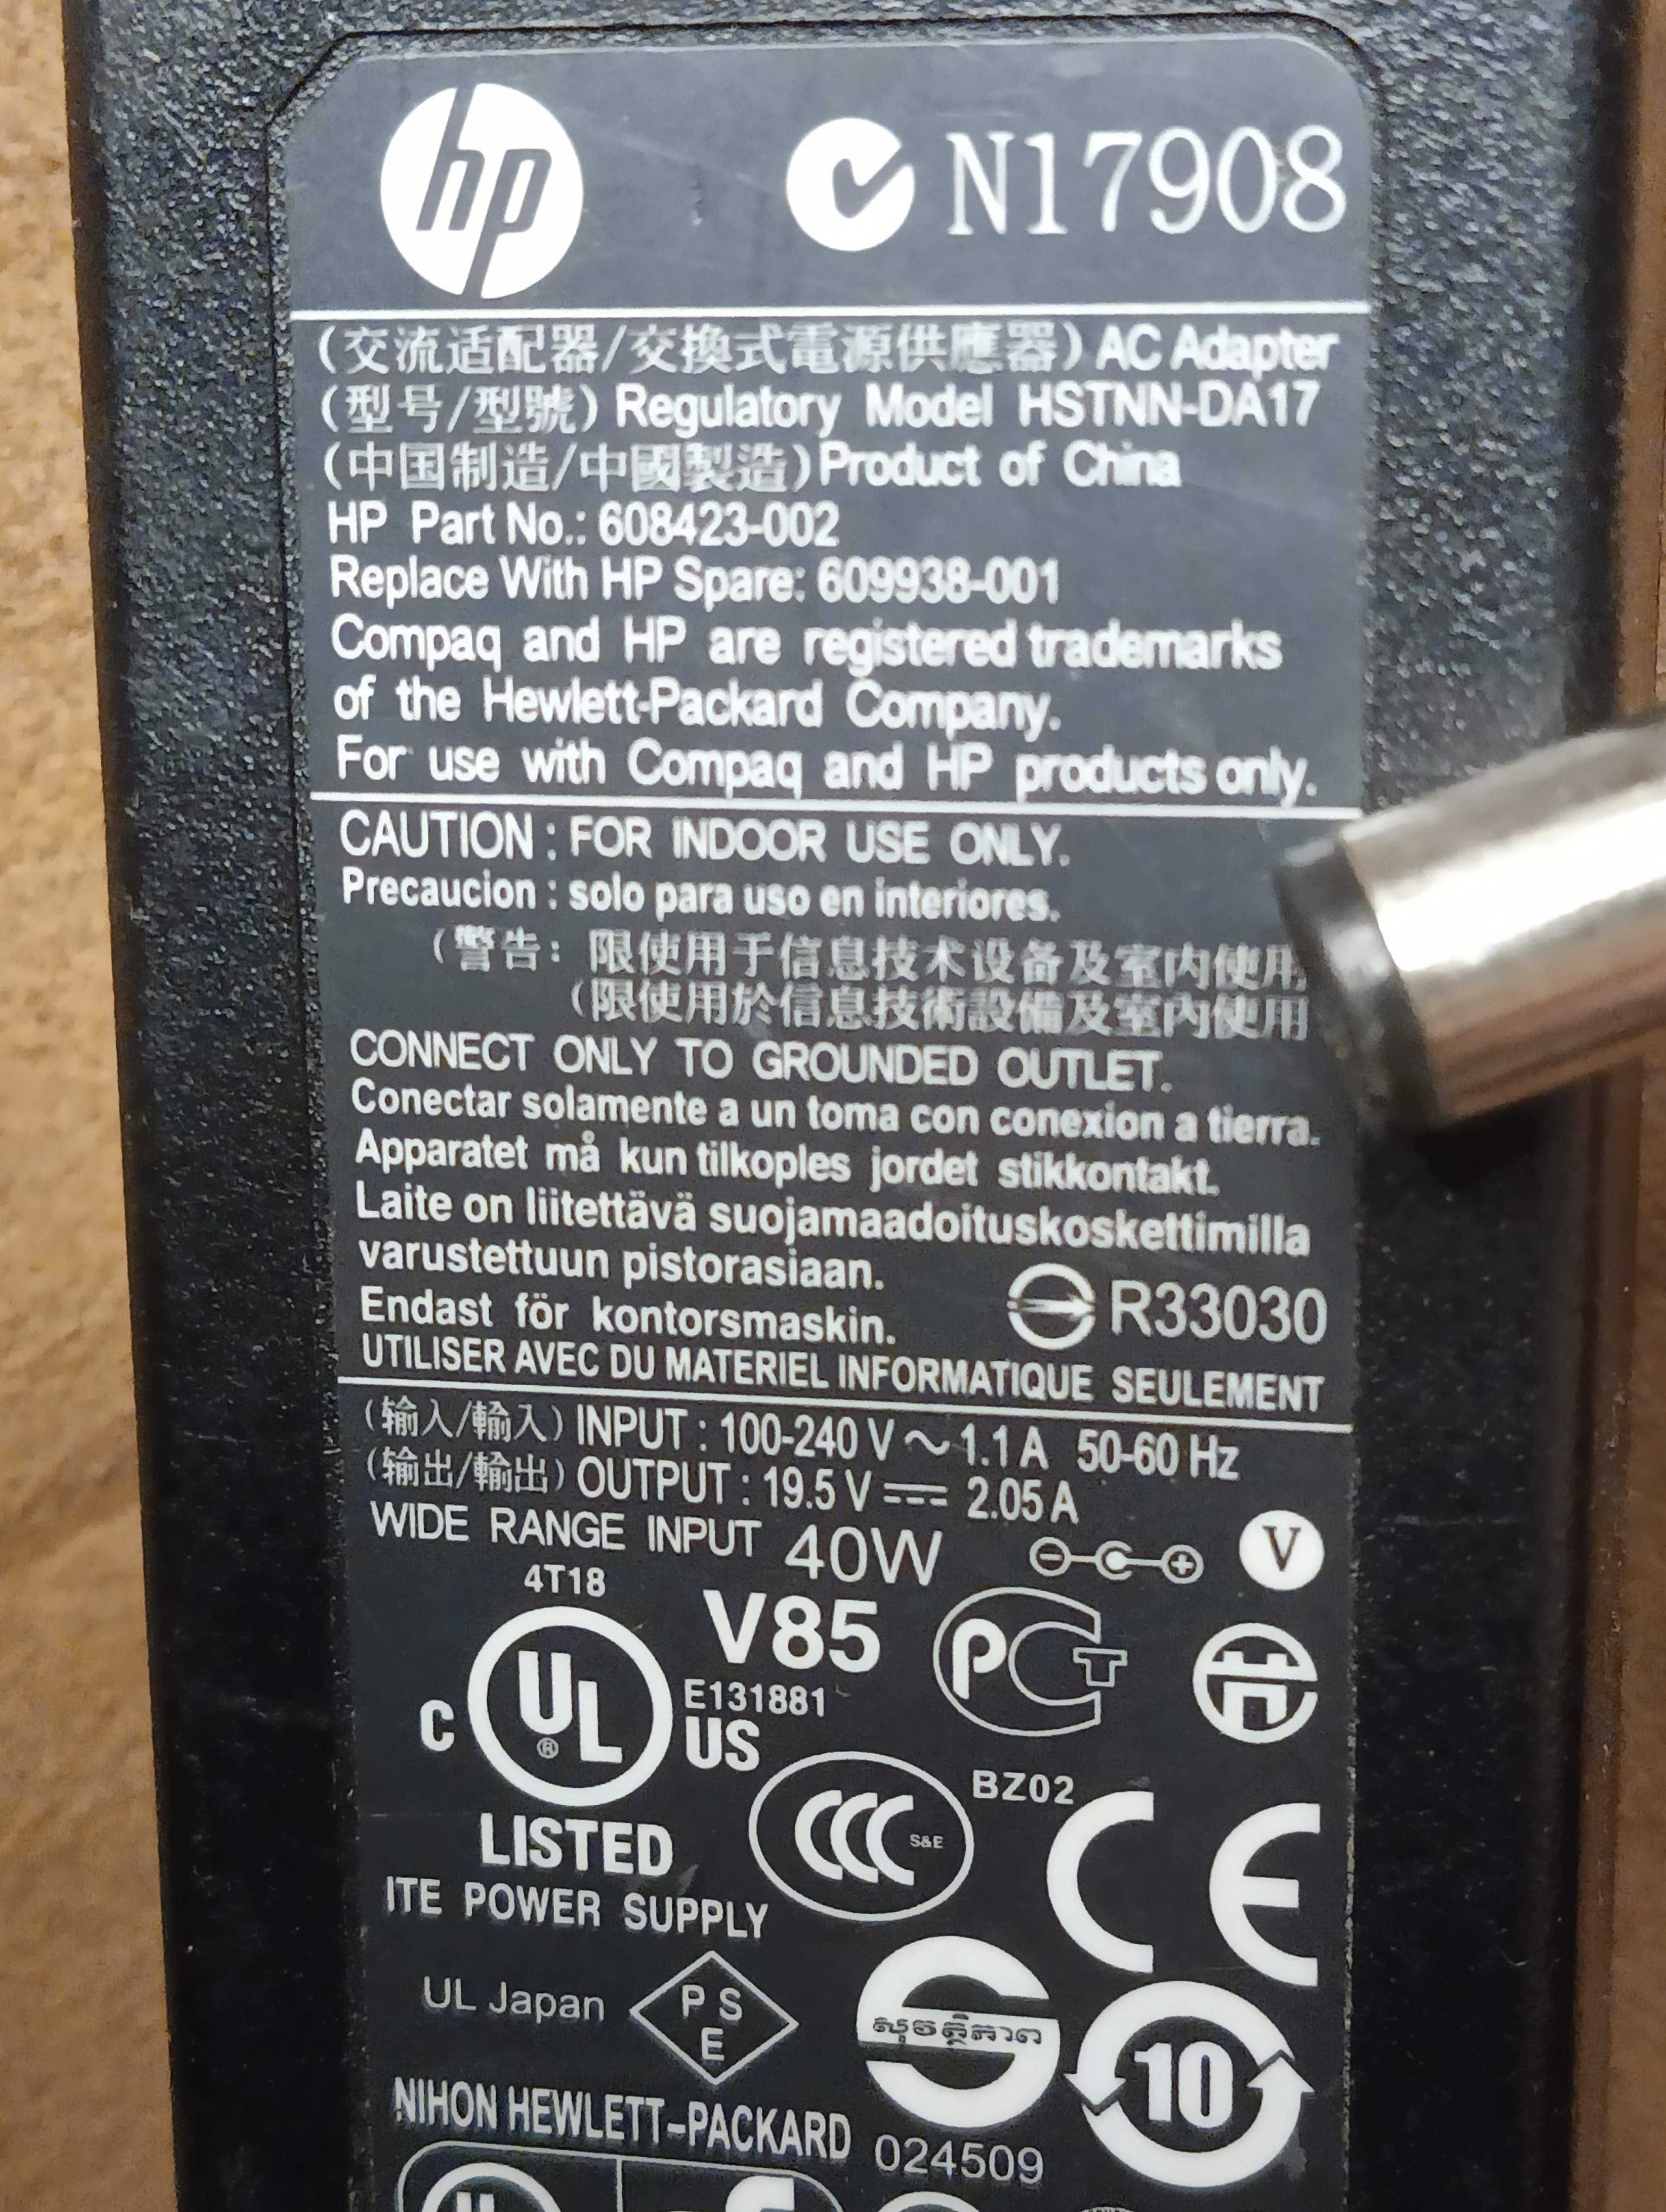 hp N17908
(交流适配器/交換式電源供應器) AC Adapter
(型号/型號) Regulatory Model HSTNN-DA17
(中国制造/中國製造) Product of China
HP Part No.: 608423-002
Replace With HP Spare: 609938-001
Compaq and HP are registered trademarks
of the Hewlett-Packard Company.
For use with Compaq and HP products only.
CAUTION : FOR INDOOR USE ONLY.
Precaucion : solo para uso en interiores.
(警告: 限使用于信息技术设备及室内使用
(限使用於信息技術設備及室內使用
CONNECT ONLY TO GROUNDED OUTLET.
Conectar solamente a un toma con conexion a tierra.
Apparatet må kun tilkoples jordet stikkontakt.
Laite on liitettävä suojamaadoituskoskettimilla
varustettuun pistorasiaan.
Endast för kontorsmaskin. R33030
UTILISER AVEC DU MATERIEL INFORMATIQUE SEULEMENT
(输入/輸入) INPUT : 100-240 V ~ 1.1 A 50-60 Hz
(输出/輸出) OUTPUT : 19.5 V ⎓ 2.05 A
WIDE RANGE INPUT 40W V
4T18
V85
E131881
C UL ® US
PCT
BZ02
CCC S&E
CE
LISTED
ITE POWER SUPPLY
UL Japan
P S
E
សុវត្ថិភាព
10
NIHON HEWLETT-PACKARD 024509